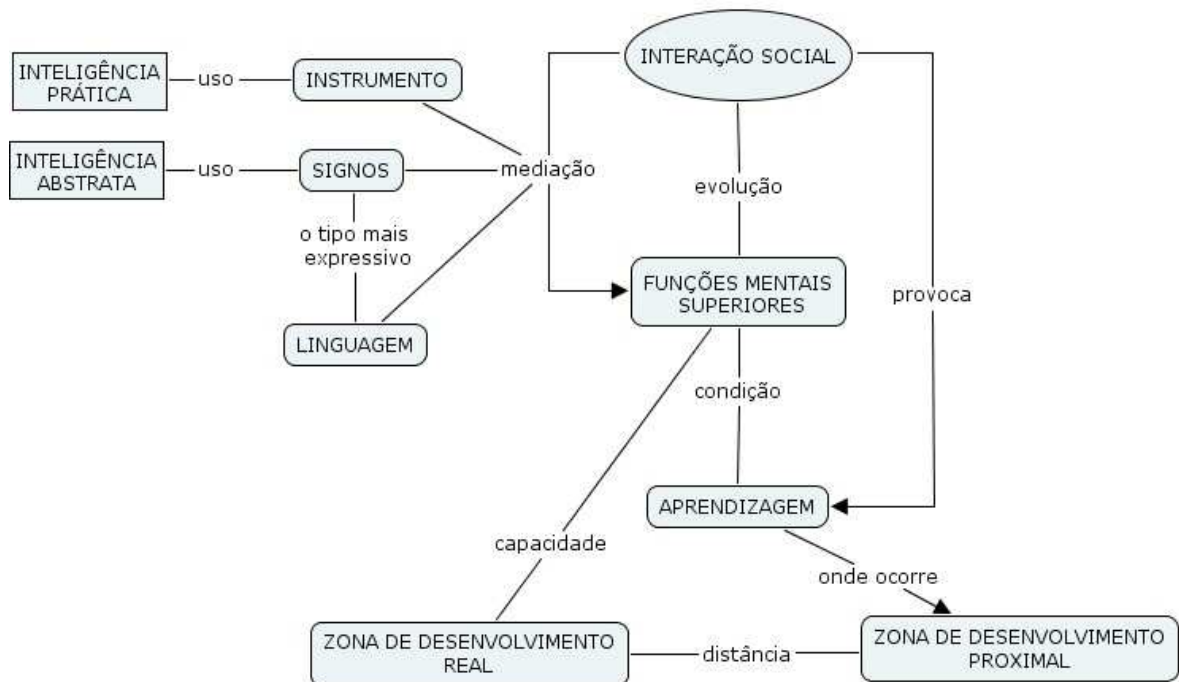 INTERAÇÃO SOCIAL
INTELIGÊNCIA
PRÁTICA
uso
INSTRUMENTO
INTELIGÊNCIA
ABSTRATA
uso
SIGNOS
mediação
evolução
o tipo mais
expressivo
FUNÇÕES MENTAIS
SUPERIORES
provoca
LINGUAGEM
condição
APRENDIZAGEM
capacidade
onde ocorre
ZONA DE DESENVOLVIMENTO
REAL
distância
ZONA DE DESENVOLVIMENTO
PROXIMAL